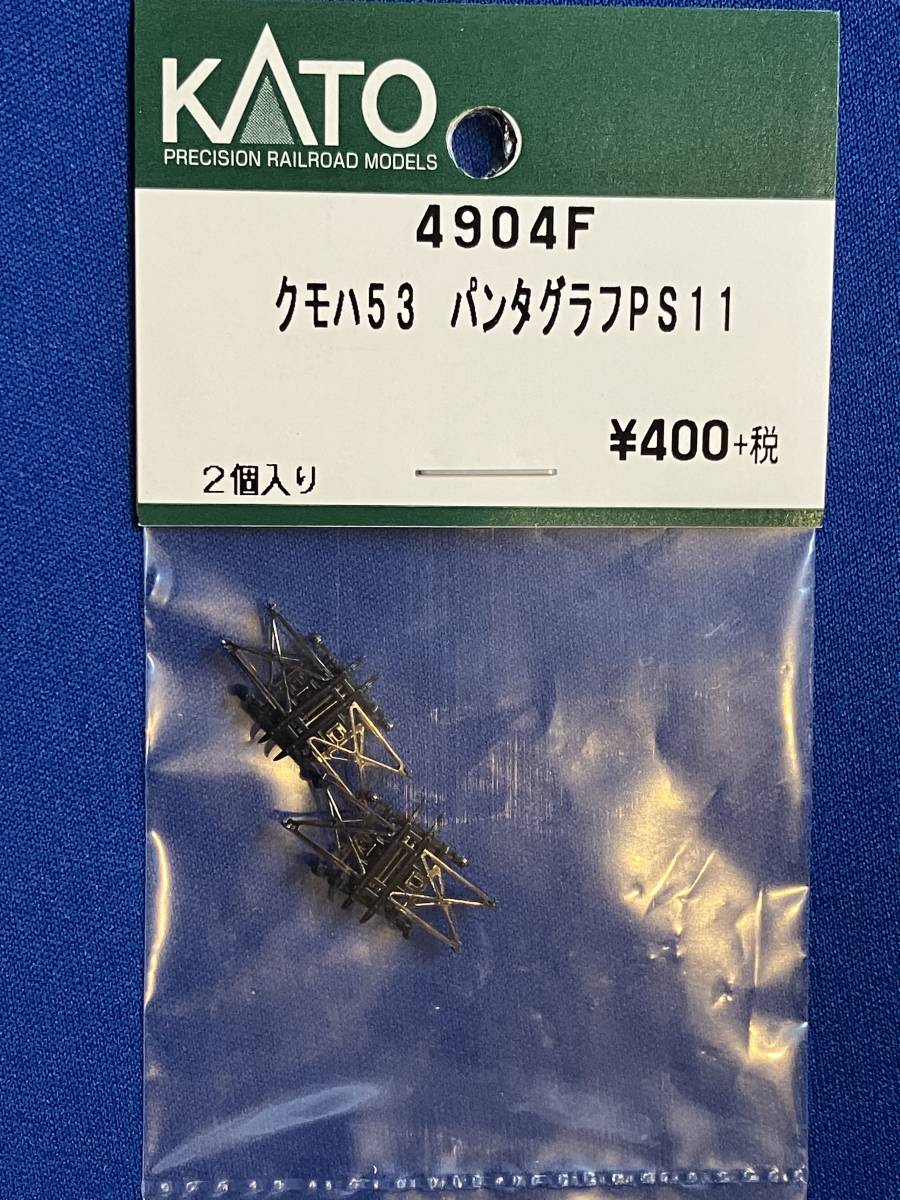 KATO
PRECISION RAILROAD MODELS
4904F
クモハ53 パンタグラフPS11
¥400+税
2個入り